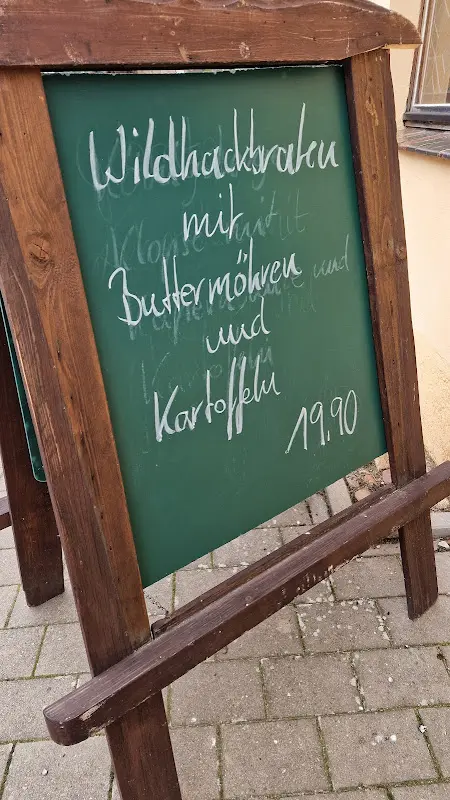 Wildhackbraten
mit
Buttermöhren
und
Kartoffeln
19.90